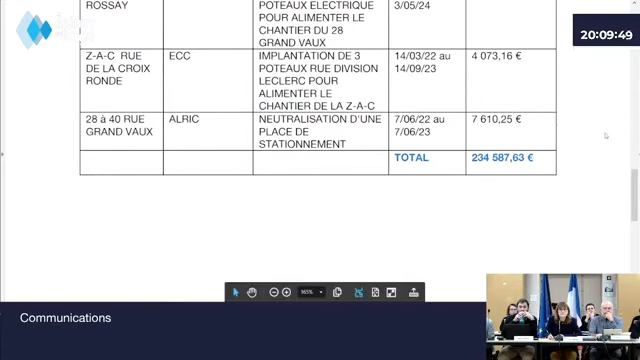 20:09:49
ROSSAY
POTEAUX ELECTRIQUE
POUR ALIMENTER LE
CHANTIER DU 28
GRAND VAUX
3/05/24
Z-A-C RUE
DE LA CROIX
RONDE
ECC
IMPLANTATION DE 3
POTEAUX RUE DIVISION
LECLERC POUR
ALIMENTER LE
CHANTIER DE LA Z-A-C
14/03/22 au
14/09/23
4 073,16 €
28 à 40 RUE
GRAND VAUX
ALRIC
NEUTRALISATION D'UNE
PLACE DE
STATIONNEMENT
7/06/22 au
7/06/23
7 610,25 €
TOTAL
234 587,63 €
165%
Communications